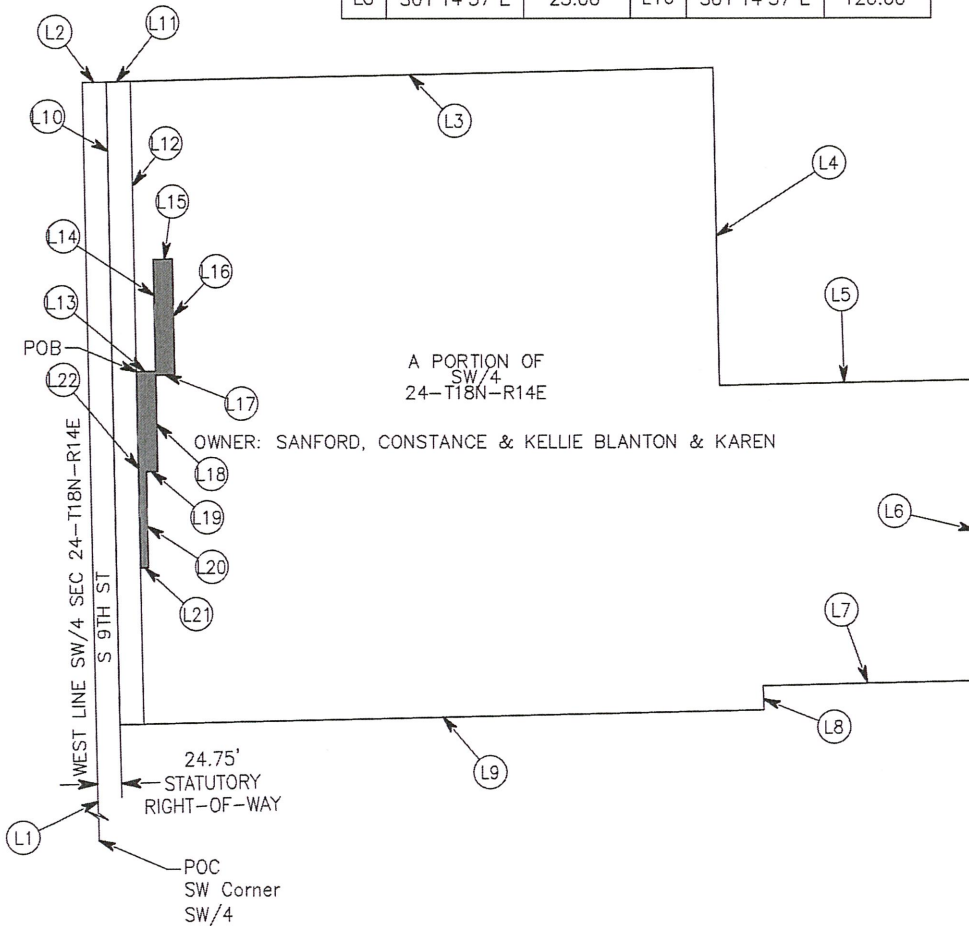 L8 S01°14'37"E 25.00' L16 S01°14'37"E 120.00'
L2
L11
L10
L3
L12
L4
L15
L14
L16
L5
L13
POB
A PORTION OF
SW/4
24-T18N-R14E
L22
L17
OWNER: SANFORD, CONSTANCE & KELLIE BLANTON & KAREN
L18
L19
L6
L20
L21
L7
WEST LINE SW/4 SEC 24-T18N-R14E
S 9TH ST
L8
24.75'
STATUTORY
RIGHT-OF-WAY
L9
L1
POC
SW Corner
SW/4